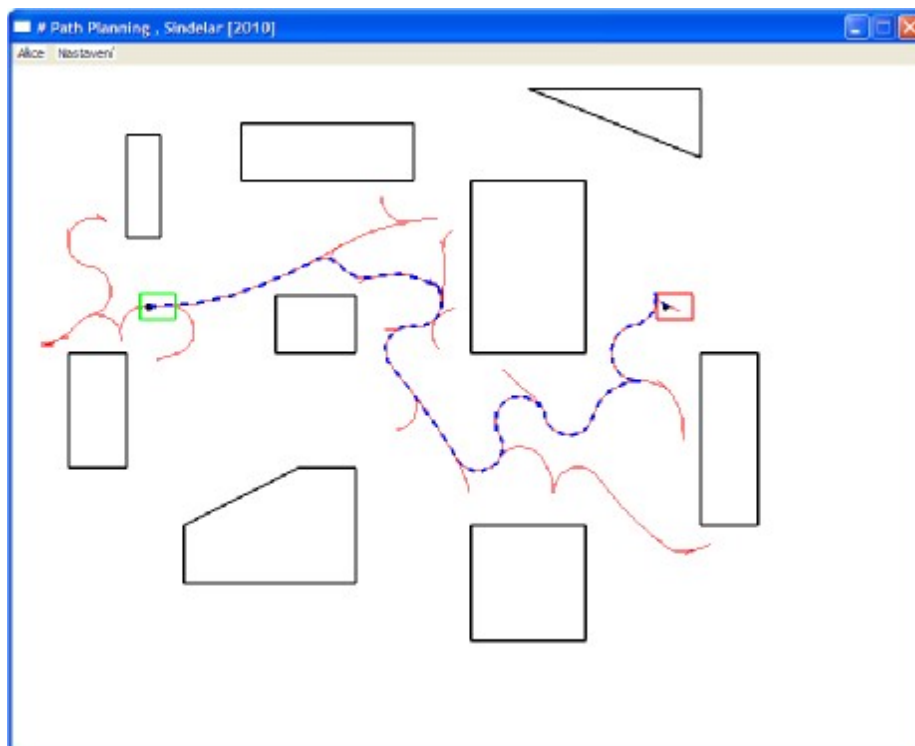 # Path Planning , Sindelar [2010]
Akce Nastavení